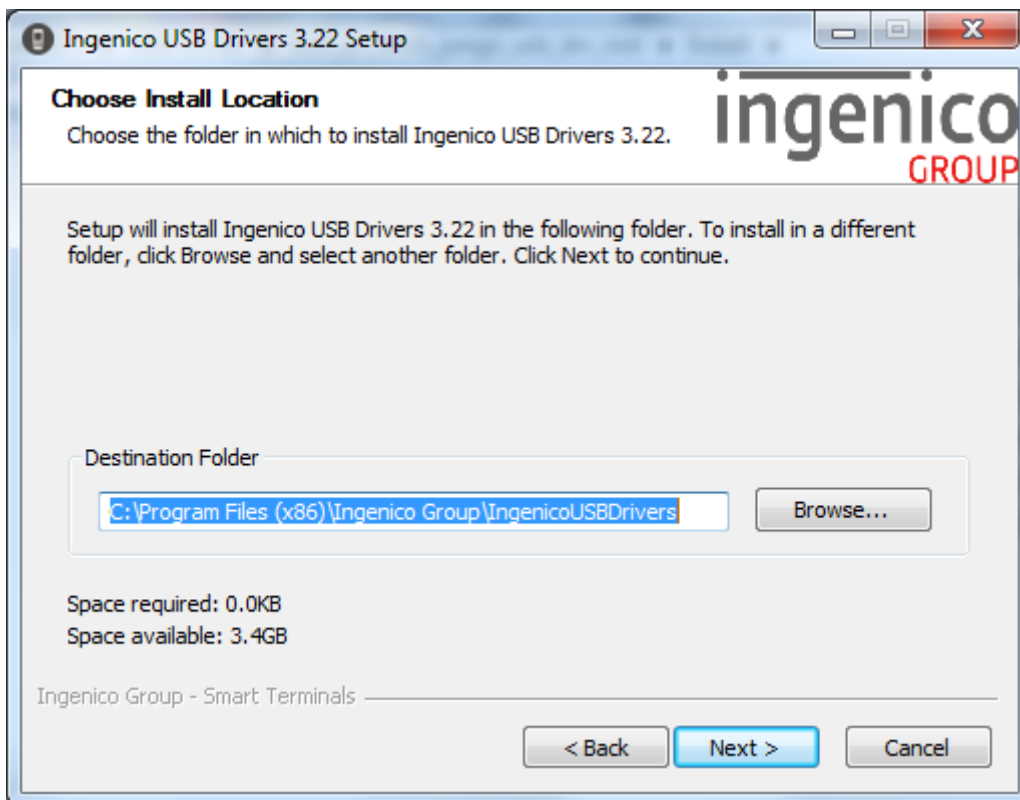 Ingenico USB Drivers 3.22 Setup
Choose Install Location
Choose the folder in which to install Ingenico USB Drivers 3.22.
ingenico
GROUP
Setup will install Ingenico USB Drivers 3.22 in the following folder. To install in a different
folder, click Browse and select another folder. Click Next to continue.
Destination Folder
C:\Program Files (x86)\Ingenico Group\IngenicoUSBDrivers
Browse...
Space required: 0.0KB
Space available: 3.4GB
Ingenico Group - Smart Terminals
< Back
Next >
Cancel